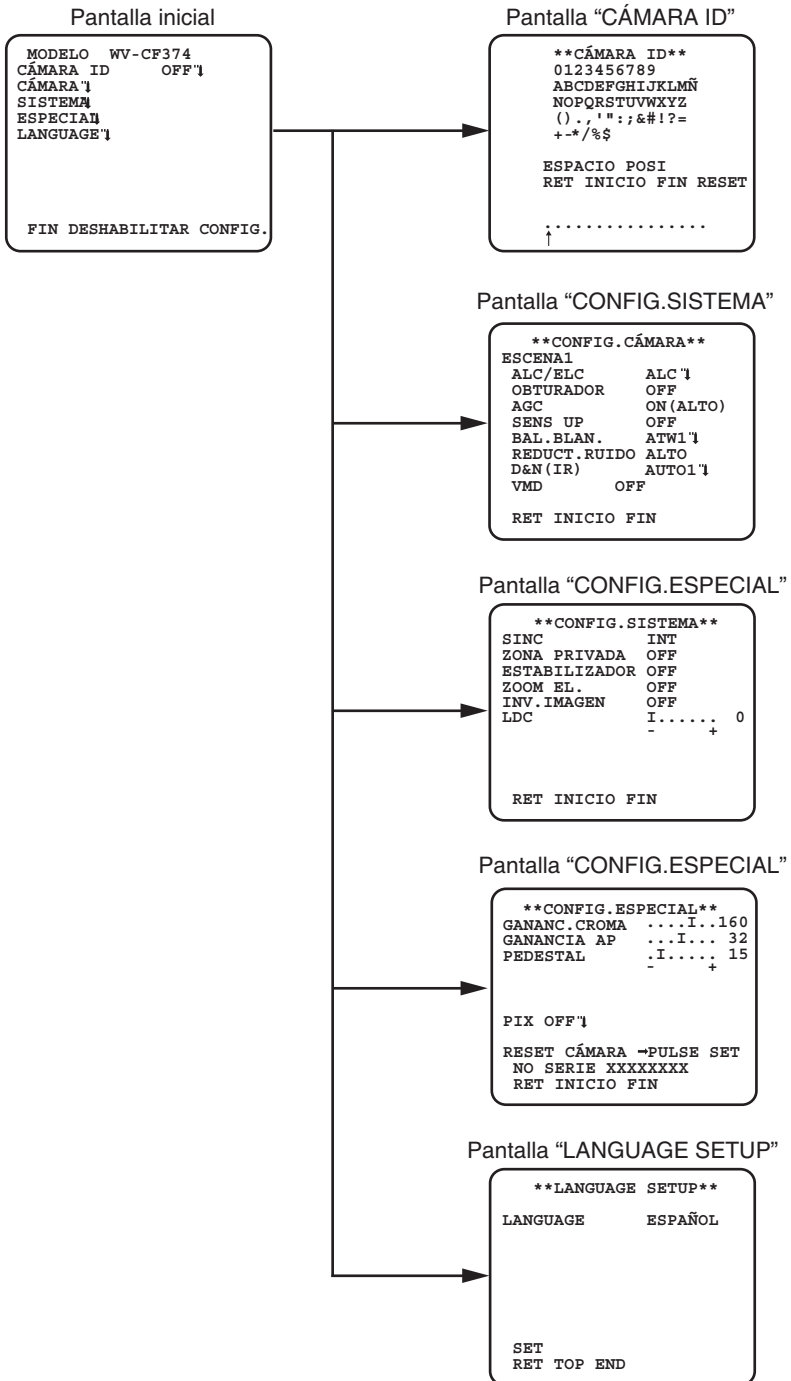 Pantalla inicial
MODELO WV-CF374
CÁMARA ID OFF
CÁMARA
SISTEMA
ESPECIAL
LANGUAGE
FIN DESHABILITAR CONFIG.
Pantalla “CÁMARA ID”
**CÁMARA ID**
0123456789
ABCDEFGHIJKLMÑ
NOPQRSTUVWXYZ
().,'":;&#!?=
+-*/%$
ESPACIO POSI
RET INICIO FIN RESET
................
↑
Pantalla “CONFIG.SISTEMA”
**CONFIG.CÁMARA**
ESCENA1
ALC/ELC ALC
OBTURADOR OFF
AGC ON(ALTO)
SENS UP OFF
BAL.BLAN. ATW1
REDUCT.RUIDO ALTO
D&N(IR) AUTO1
VMD OFF
RET INICIO FIN
Pantalla “CONFIG.ESPECIAL”
**CONFIG.SISTEMA**
SINC INT
ZONA PRIVADA OFF
ESTABILIZADOR OFF
ZOOM EL. OFF
INV.IMAGEN OFF
LDC I...... 0
- +
RET INICIO FIN
Pantalla “CONFIG.ESPECIAL”
**CONFIG.ESPECIAL**
GANANC.CROMA ....I..160
GANANCIA AP ...I... 32
PEDESTAL .I..... 15
- +
PIX OFF
RESET CÁMARA →PULSE SET
NO SERIE XXXXXXXX
RET INICIO FIN
Pantalla “LANGUAGE SETUP”
**LANGUAGE SETUP**
LANGUAGE ESPAÑOL
SET
RET TOP END